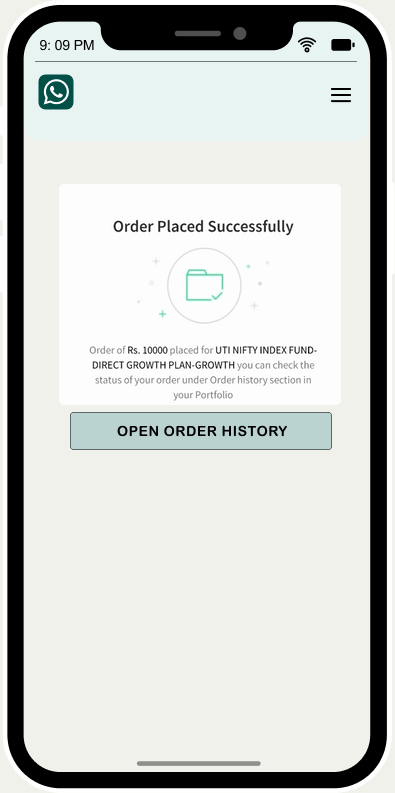 9: 09 PM
Order Placed Successfully
Order of Rs. 10000 placed for UTI NIFTY INDEX FUND-
DIRECT GROWTH PLAN-GROWTH you can check the
status of your order under Order history section in
your Portfolio
OPEN ORDER HISTORY